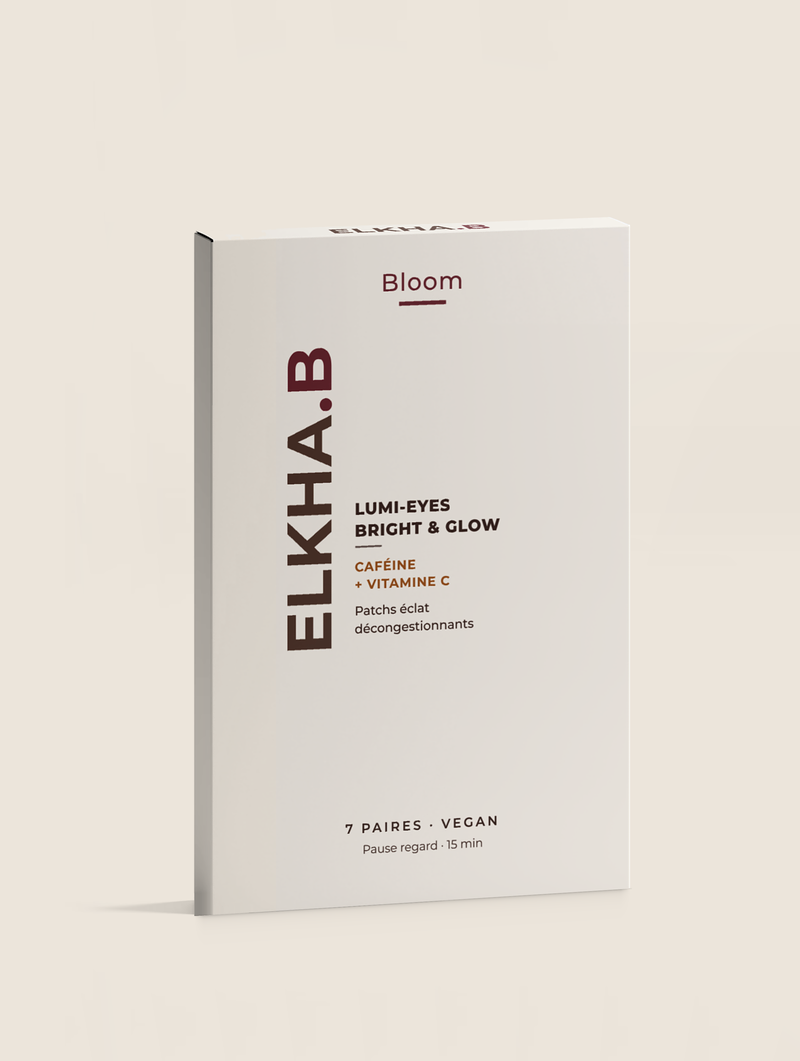 ELKHA.B
Bloom
ELKHA.B
LUMI-EYES
BRIGHT & GLOW
CAFÉINE
+ VITAMINE C
Patchs éclat
décongestionnants
7 PAIRES · VEGAN
Pause regard · 15 min